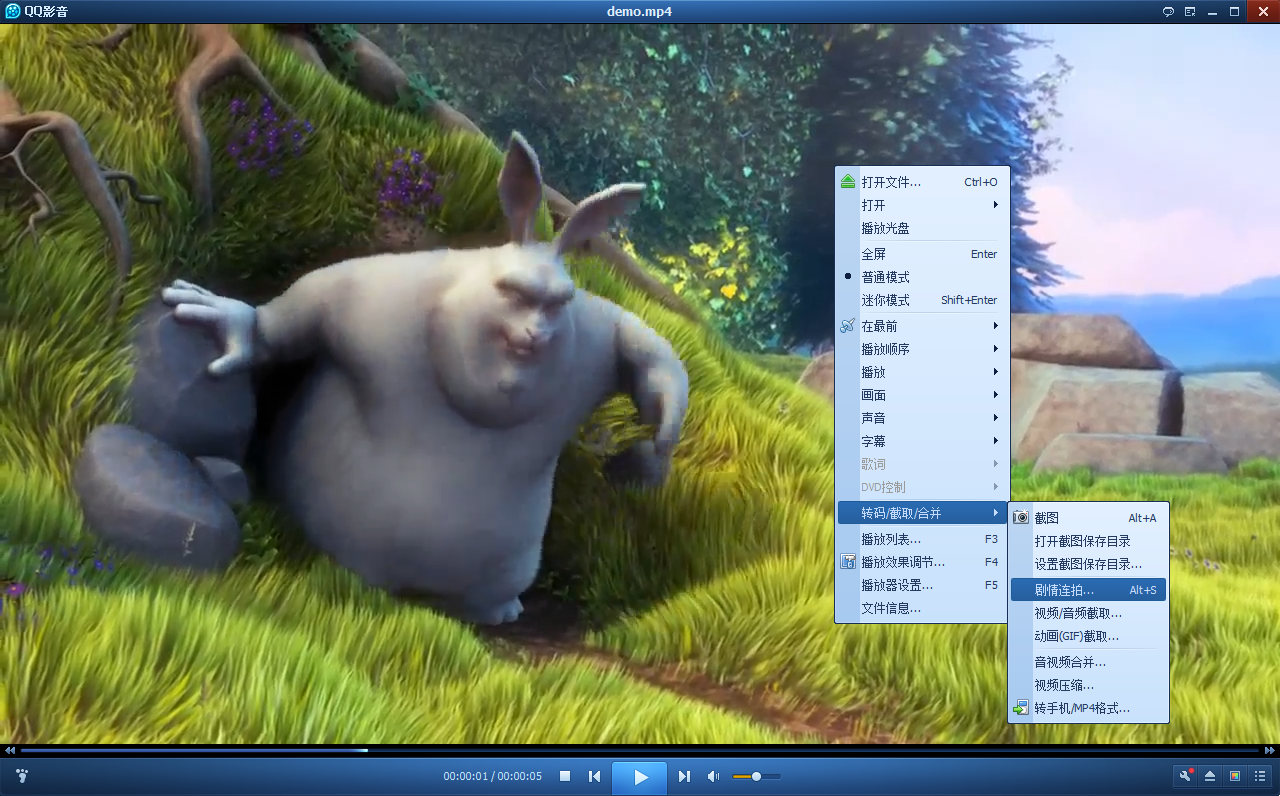 QQ影音
demo.mp4
打开文件... Ctrl+O
打开
播放光盘
全屏 Enter
普通模式
迷你模式 Shift+Enter
在最前
播放顺序
播放
画面
声音
字幕
歌词
DVD控制
转码/截取/合并
播放列表... F3
播放效果调节... F4
播放器设置... F5
文件信息...
截图 Alt+A
打开截图保存目录
设置截图保存目录...
剧情连拍... Alt+S
视频/音频截取...
动画(GIF)截取...
音视频合并...
视频压缩...
转手机/MP4格式...
00:00:01 / 00:00:05